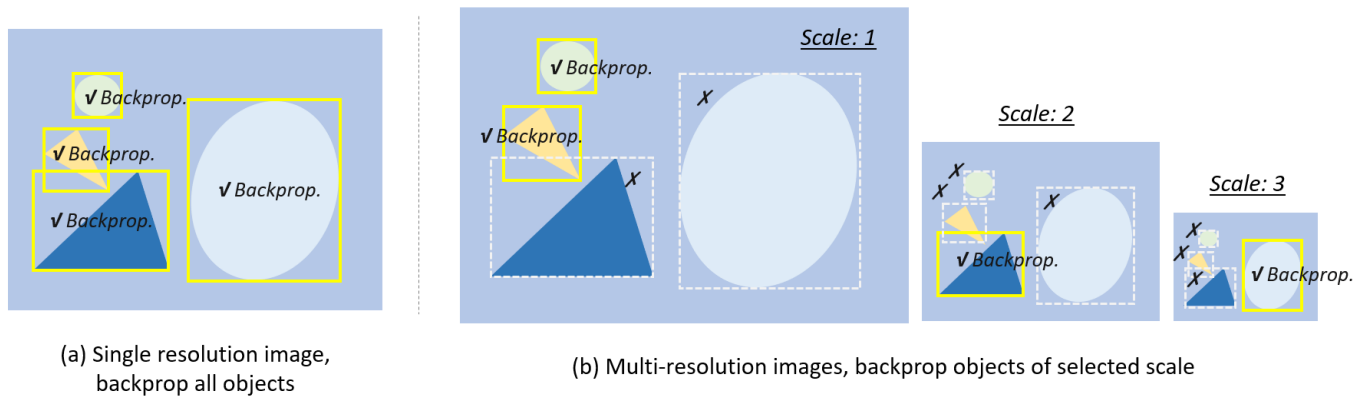 √ Backprop.
√ Backprop.
√ Backprop.
√ Backprop.
(a) Single resolution image,
backprop all objects
Scale: 1
√ Backprop.
✗
√ Backprop.
✗
Scale: 2
✗
✗
✗
√ Backprop.
Scale: 3
✗
✗
✗
√ Backprop.
(b) Multi-resolution images, backprop objects of selected scale